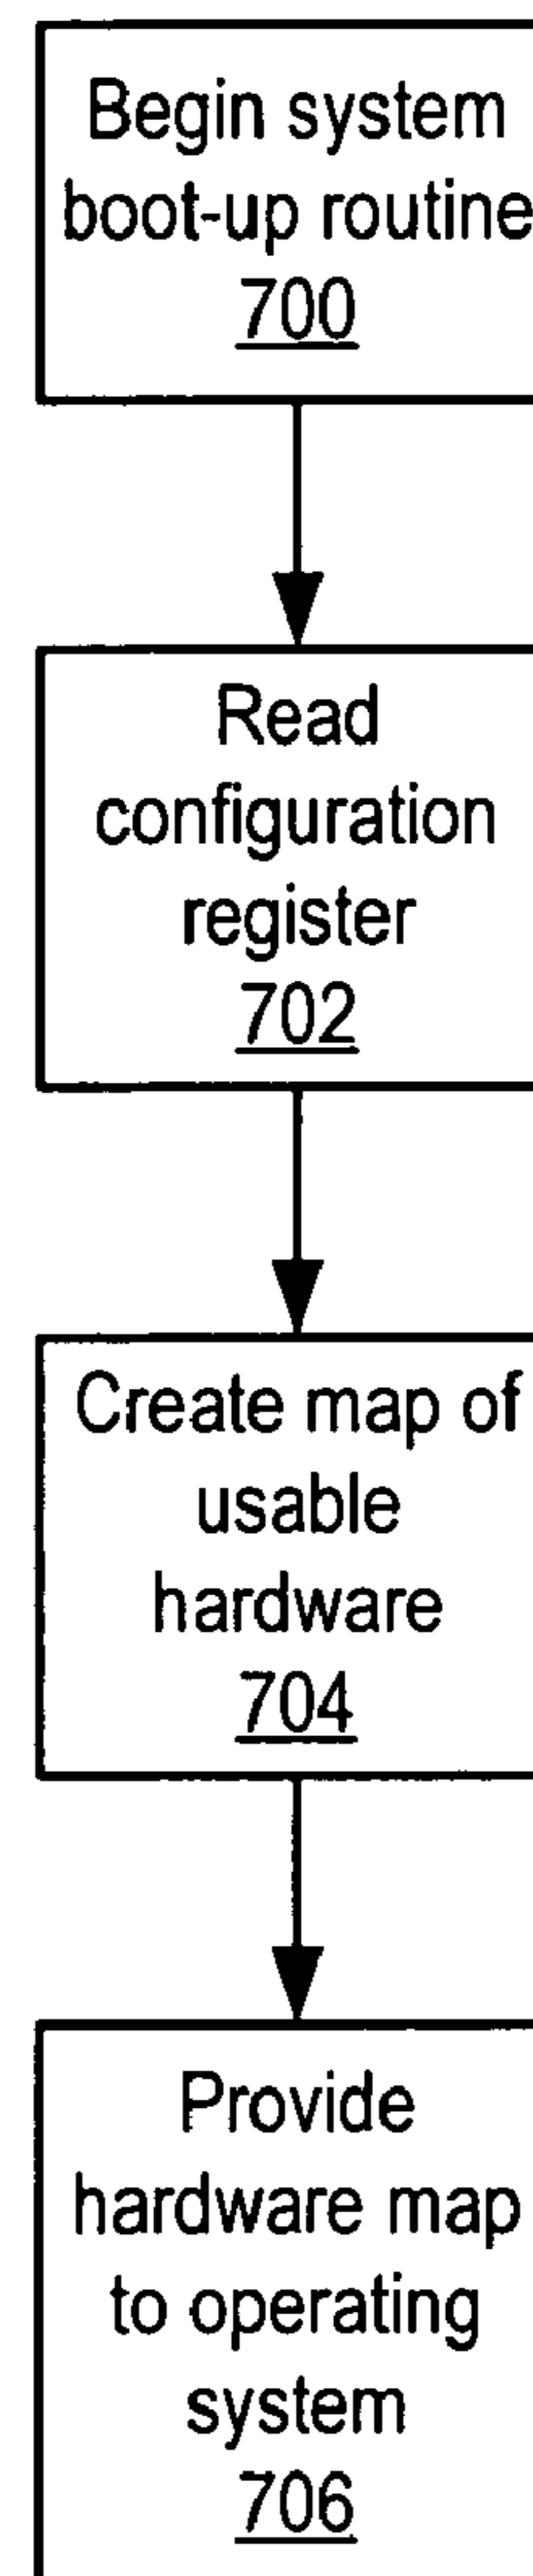 Begin system
boot-up routine
700
Read
configuration
register
702
Create map of
usable
hardware
704
Provide
hardware map
to operating
system
706